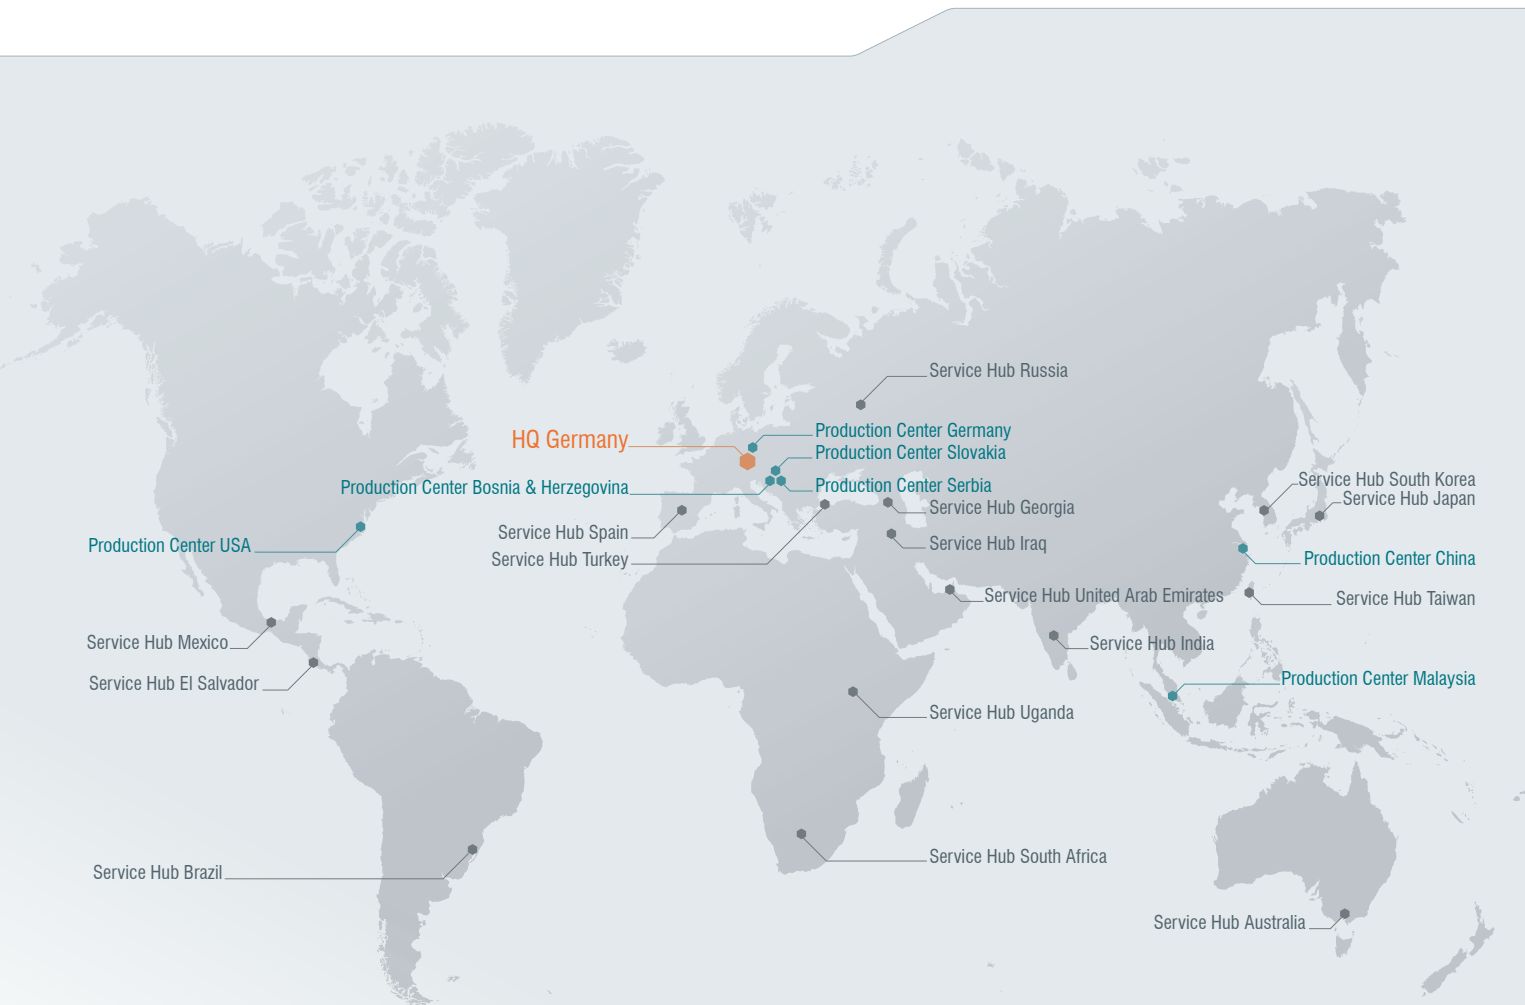 Service Hub Russia
Production Center Germany
HQ Germany
Production Center Slovakia
Service Hub South Korea
Production Center Bosnia & Herzegovina
Production Center Serbia
Service Hub Japan
Service Hub Georgia
Service Hub Spain
Production Center USA
Service Hub Iraq
Service Hub Turkey
Production Center China
Service Hub United Arab Emirates
Service Hub Taiwan
Service Hub Mexico
Service Hub India
Service Hub El Salvador
Production Center Malaysia
Service Hub Uganda
Service Hub South Africa
Service Hub Brazil
Service Hub Australia